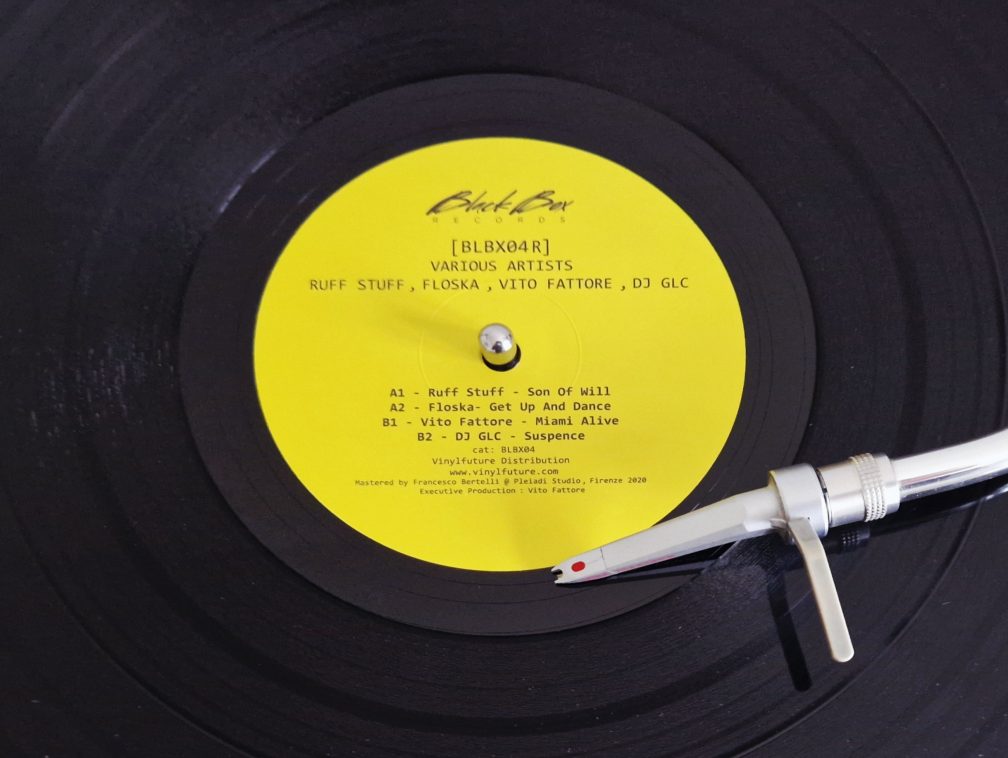 Black Box
RECORDS
[BLBX04R]
VARIOUS ARTISTS
RUFF STUFF, FLOSKA, VITO FATTORE, DJ GLC
A1 - Ruff Stuff - Son Of Will
A2 - Floska- Get Up And Dance
B1 - Vito Fattore - Miami Alive
B2 - DJ GLC - Suspence
cat: BLBX04
Vinylfuture Distribution
www.vinylfuture.com
Mastered by Francesco Bertelli @ Pleiadi Studio, Firenze 2020
Executive Production : Vito Fattore